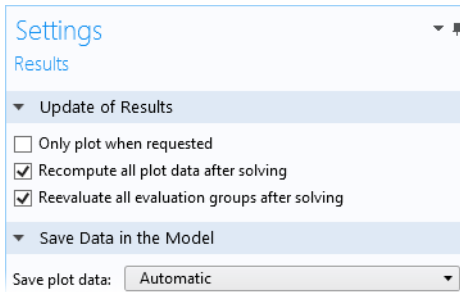 Settings
Results
Update of Results
Only plot when requested
Recompute all plot data after solving
Reevaluate all evaluation groups after solving
Save Data in the Model
Save plot data: Automatic